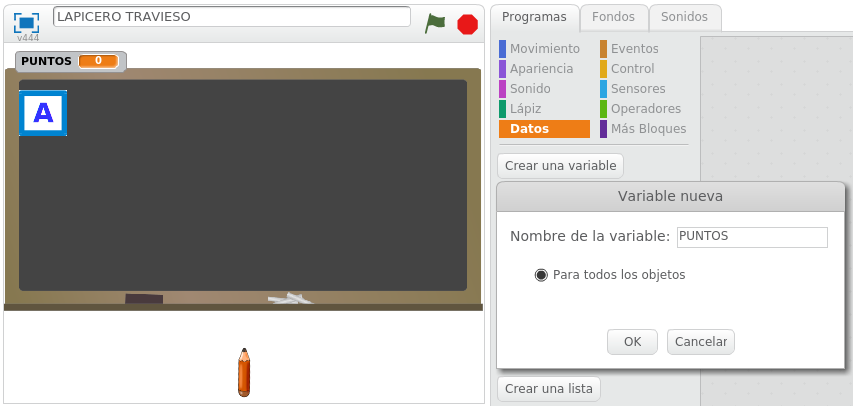 LAPICERO TRAVIESO
v444
PUNTOS 0
A
Programas Fondos Sonidos
Movimiento Eventos
Apariencia Control
Sonido Sensores
Lápiz Operadores
Datos Más Bloques
Crear una variable
Variable nueva
Nombre de la variable: PUNTOS
Para todos los objetos
OK Cancelar
Crear una lista